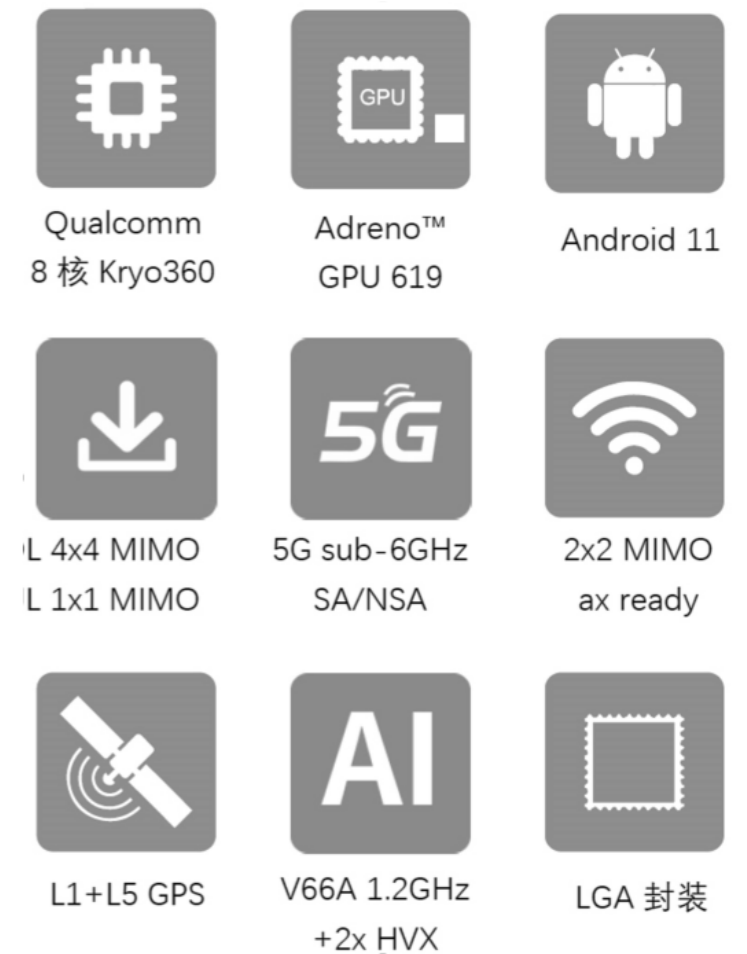 GPU
Qualcomm
8 核 Kryo360
Adreno™
GPU 619
Android 11
5G
L 4x4 MIMO
L 1x1 MIMO
5G sub-6GHz
SA/NSA
2x2 MIMO
ax ready
AI
L1+L5 GPS
V66A 1.2GHz
+2x HVX
LGA 封装